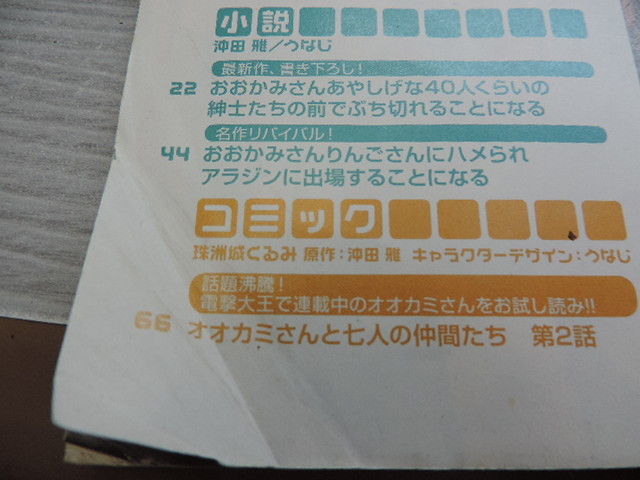 小説
沖田 雅／うなじ
最新作、書き下ろし！
22 おおかみさんあやしげな40人くらいの
紳士たちの前でぶち切れることになる
名作リバイバル！
44 おおかみさんりんごさんにハメられ
アラジンに出場することになる
コミック
珠洲城くるみ 原作：沖田 雅 キャラクターデザイン：うなじ
話題沸騰！
電撃大王で連載中のオオカミさんをお試し読み!!
66 オオカミさんと七人の仲間たち 第2話